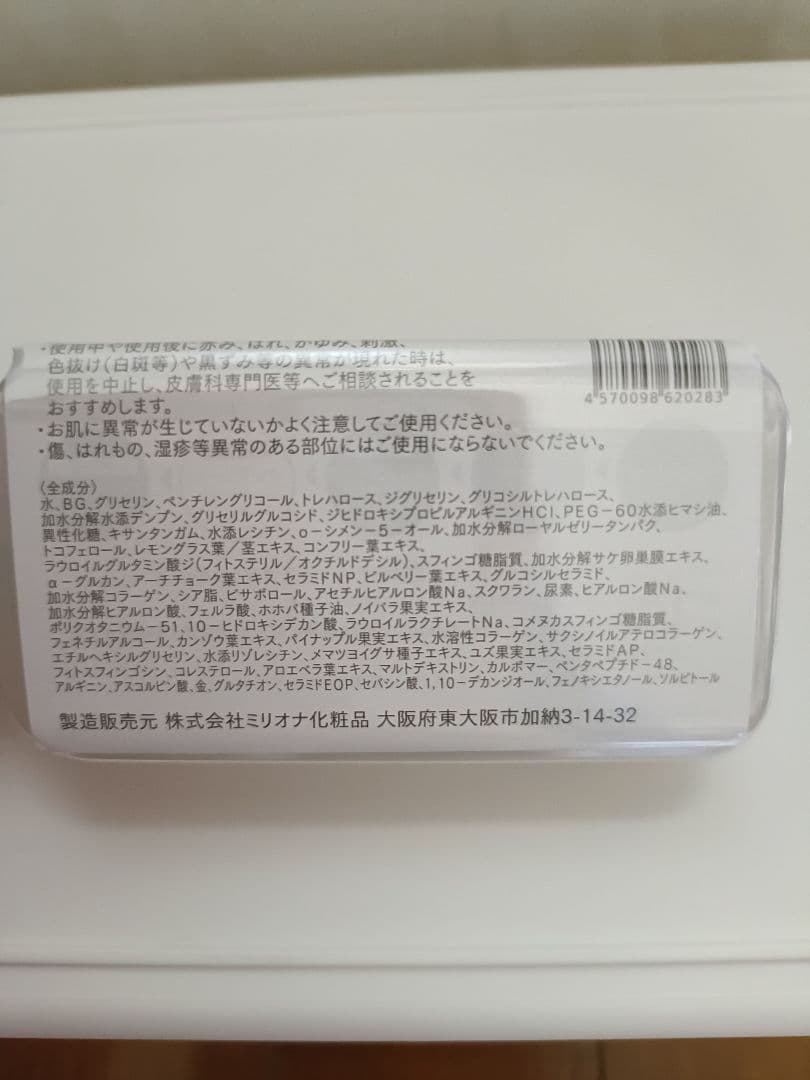 ・使用中や使用後に赤み、はれ、かゆみ、刺激、
色抜け(白斑等)や黒ずみ等の異常が現れた時は、
使用を中止し、皮膚科専門医等へご相談されることを
おすすめします。
・お肌に異常が生じていないかよく注意してご使用ください。
・傷、はれもの、湿疹等異常のある部位にはご使用にならないでください。
4 570098 620283
〈全成分〉
水、BG、グリセリン、ペンチレングリコール、トレハロース、ジグリセリン、グリコシルトレハロース、
加水分解水添デンプン、グリセリルグルコシド、ジヒドロキシプロピルアルギニンHCl、PEG-60水添ヒマシ油、
異性化糖、キサンタンガム、水添レシチン、o-シメン-5-オール、加水分解ローヤルゼリータンパク、
トコフェロール、レモングラス葉/茎エキス、コンフリー葉エキス、
ラウロイルグルタミン酸ジ(フィトステリル/オクチルドデシル)、スフィンゴ糖脂質、加水分解サケ卵巣膜エキス、
α-グルカン、アーチチョーク葉エキス、セラミドNP、ビルベリー葉エキス、グルコシルセラミド、
加水分解コラーゲン、シア脂、ビサボロール、アセチルヒアルロン酸Na、スクワラン、尿素、ヒアルロン酸Na、
加水分解ヒアルロン酸、フェルラ酸、ホホバ種子油、ノイバラ果実エキス、
ポリクオタニウム-51、10-ヒドロキシデカン酸、ラウロイルラクチレートNa、コメヌカスフィンゴ糖脂質、
フェネチルアルコール、カンゾウ葉エキス、パイナップル果実エキス、水溶性コラーゲン、サクシノイルアテロコラーゲン、
エチルヘキシルグリセリン、水添リゾレシチン、メマツヨイグサ種子エキス、ユズ果実エキス、セラミドAP、
フィトスフィンゴシン、コレステロール、アロエベラ葉エキス、マルトデキストリン、カルボマー、ペンタペプチド-48、
アルギニン、アスコルビン酸、金、グルタチオン、セラミドEOP、セバシン酸、1,10-デカンジオール、フェノキシエタノール、ソルビトール
製造販売元 株式会社ミリオナ化粧品 大阪府東大阪市加納3-14-32